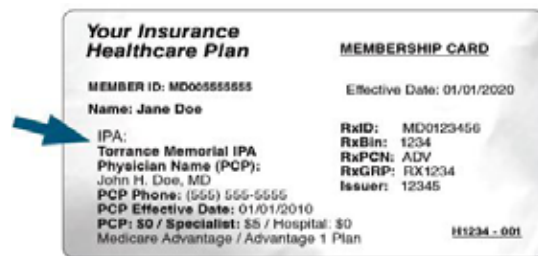 Your Insurance
Healthcare Plan
MEMBERSHIP CARD
MEMBER ID: MD005555555
Effective Date: 01/01/2020
Name: Jane Doe
IPA:
Torrance Memorial IPA
Physician Name (PCP):
John H. Doe, MD
PCP Phone: (555) 555-5555
PCP Effective Date: 01/01/2010
PCP: $0 / Specialist: $5 / Hospital: $0
Medicare Advantage / Advantage 1 Plan
RxID: MD0123456
RxBin: 1234
RxPCN: ADV
RxGRP: RX1234
Issuer: 12345
H1234 - 001